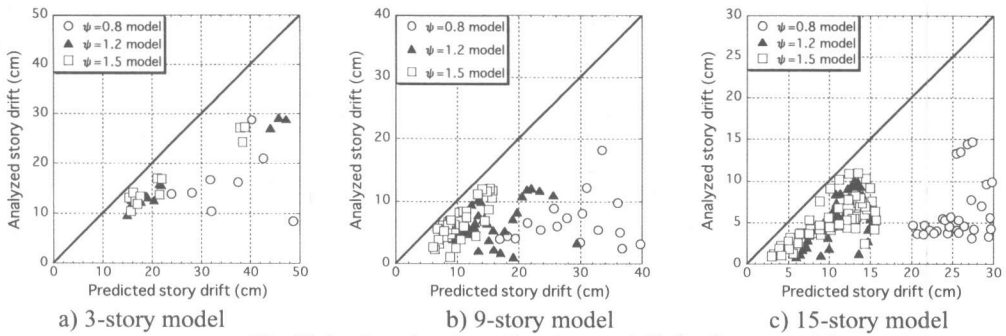 50
40
30
20
10
0
Analyzed story drift (cm)
○ ψ=0.8 model
▲ ψ=1.2 model
□ ψ=1.5 model
0 10 20 30 40 50
Predicted story drift (cm)
a) 3-story model
40
30
20
10
0
Analyzed story drift (cm)
○ ψ=0.8 model
▲ ψ=1.2 model
□ ψ=1.5 model
0 10 20 30 40
Predicted story drift (cm)
b) 9-story model
30
25
20
15
10
5
0
Analyzed story drift (cm)
○ ψ=0.8 model
▲ ψ=1.2 model
□ ψ=1.5 model
0 5 10 15 20 25 30
Predicted story drift (cm)
c) 15-story model